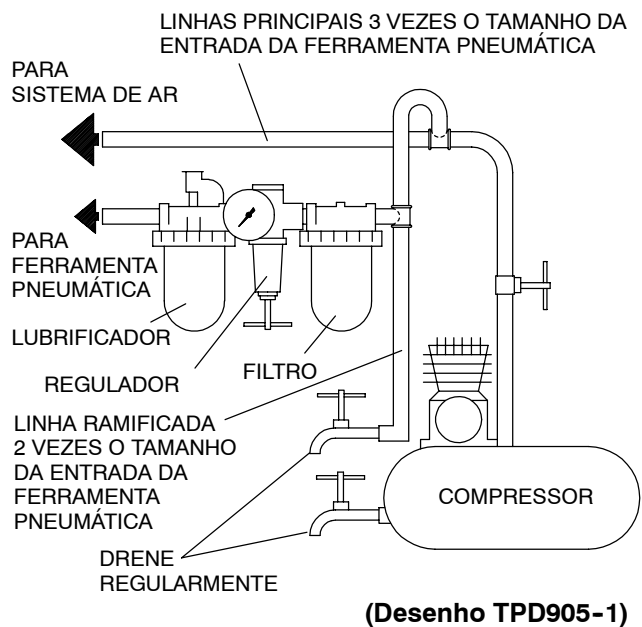 LINHAS PRINCIPAIS 3 VEZES O TAMANHO DA
ENTRADA DA FERRAMENTA PNEUMÁTICA
PARA
SISTEMA DE AR
PARA
FERRAMENTA
PNEUMÁTICA
LUBRIFICADOR
REGULADOR
FILTRO
LINHA RAMIFICADA
2 VEZES O TAMANHO
DA ENTRADA DA
FERRAMENTA
PNEUMÁTICA
COMPRESSOR
DRENE
REGULARMENTE
(Desenho TPD905-1)